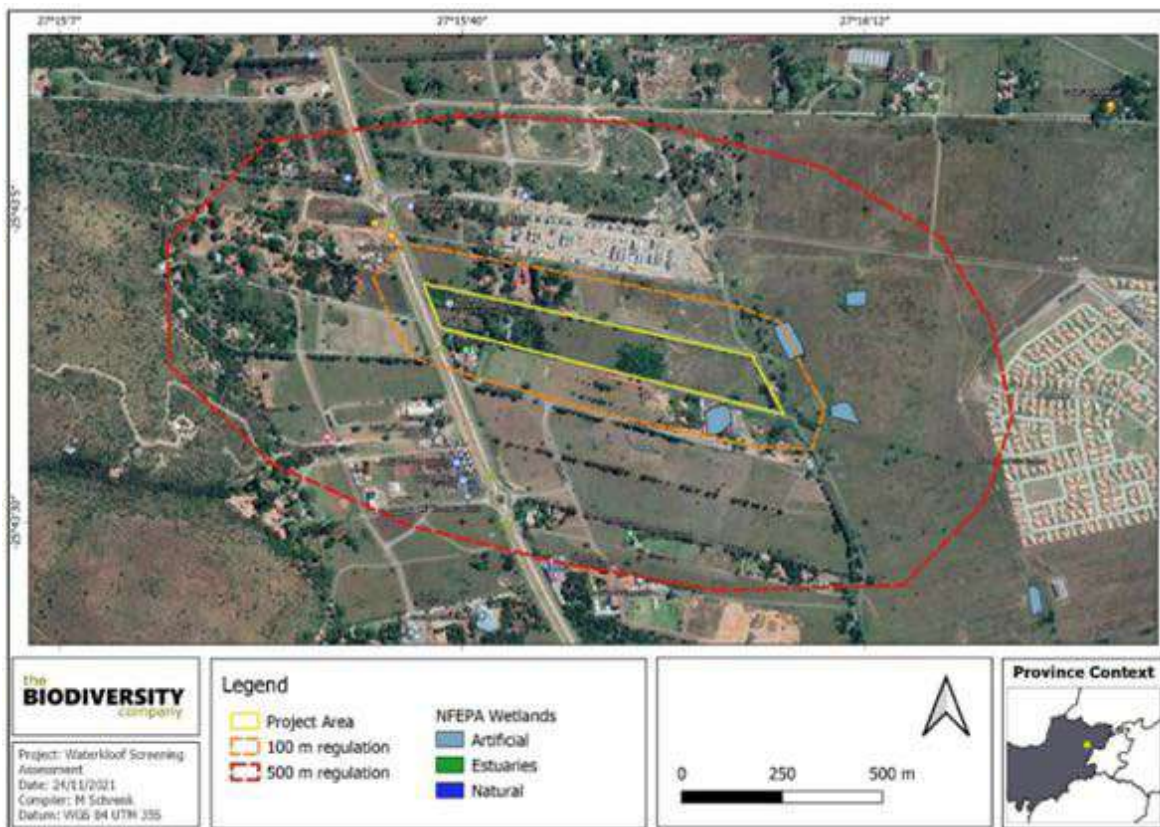 27°15'7"
27°15'40"
27°16'12"
-25°43'5"
-25°43'30"
the
BIODIVERSITY
company
Project: Waterkloof Screening
Assessment
Date: 24/11/2021
Compiler: M Schrenk
Datum: WGS 84 UTM 35S
Legend
Project Area
100 m regulation
500 m regulation
NFEPA Wetlands
Artificial
Estuaries
Natural
0 250 500 m
Province Context